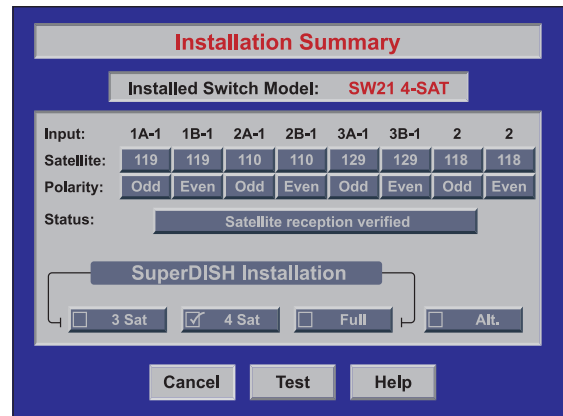 Installation Summary
Installed Switch Model: SW21 4-SAT
Input: 1A-1 1B-1 2A-1 2B-1 3A-1 3B-1 2 2
Satellite: 119 119 110 110 129 129 118 118
Polarity: Odd Even Odd Even Odd Even Odd Even
Status: Satellite reception verified
SuperDISH Installation
3 Sat 4 Sat Full Alt.
Cancel Test Help